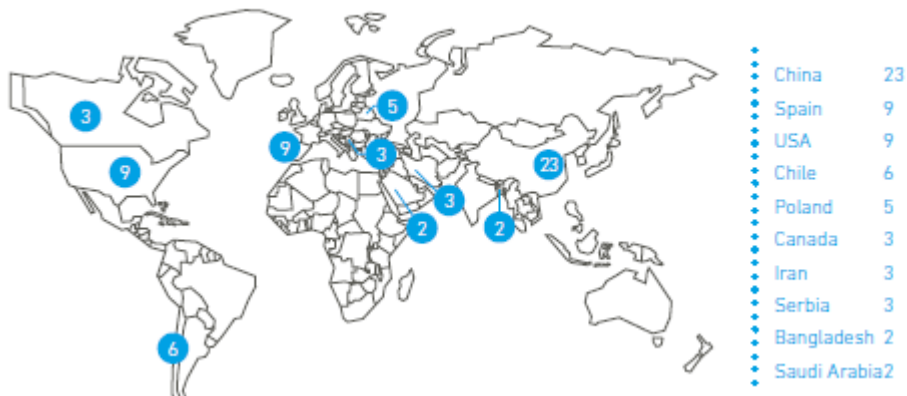 5
3
9
3
23
9
3
2
2
6
China 23
Spain 9
USA 9
Chile 6
Poland 5
Canada 3
Iran 3
Serbia 3
Bangladesh 2
Saudi Arabia2